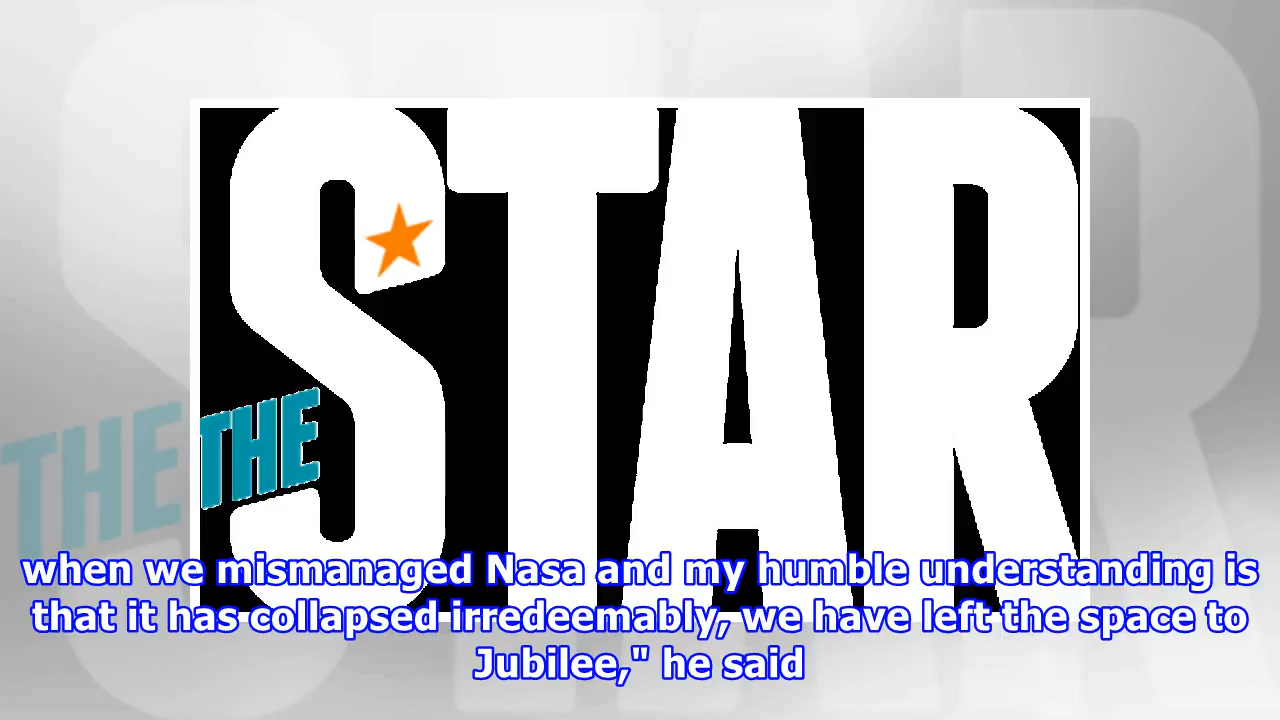 THE THE
STAR
when we mismanaged Nasa and my humble understanding is
that it has collapsed irredeemably, we have left the space to
Jubilee," he said